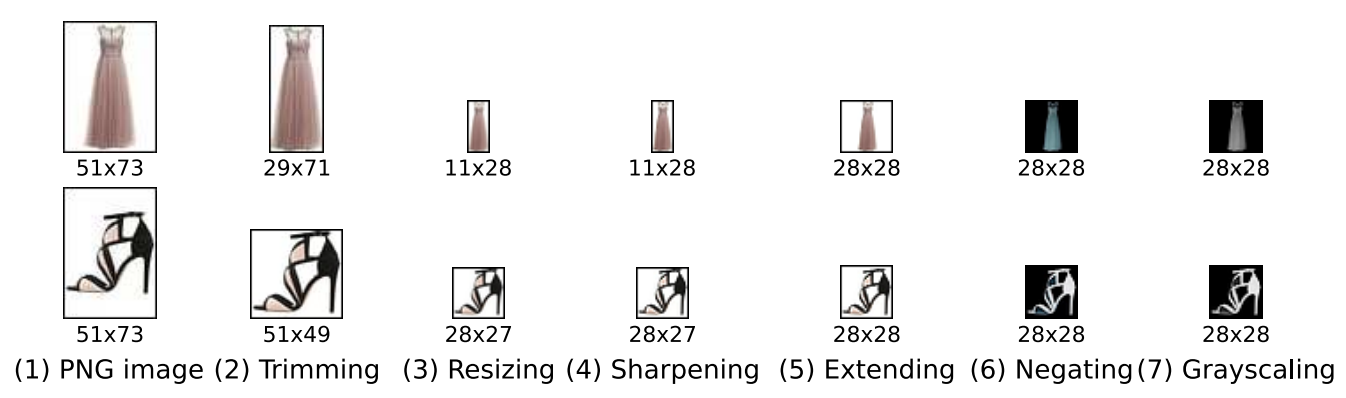 51x73 29x71 11x28 11x28 28x28 28x28 28x28
51x73 51x49 28x27 28x27 28x28 28x28 28x28
(1) PNG image (2) Trimming (3) Resizing (4) Sharpening (5) Extending (6) Negating (7) Grayscaling